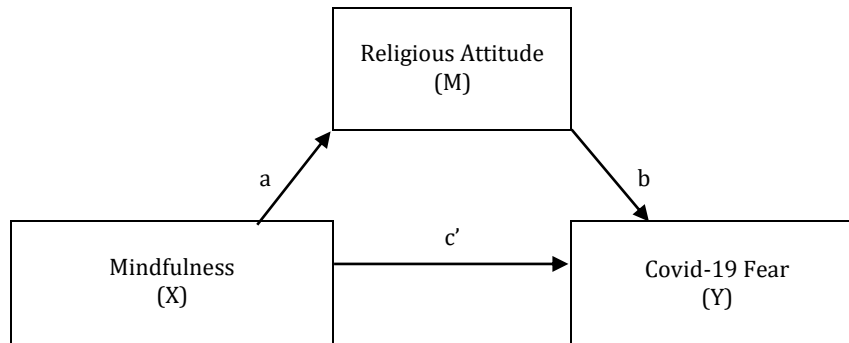 Religious Attitude
(M)
a
b
c’
Mindfulness
(X)
Covid-19 Fear
(Y)